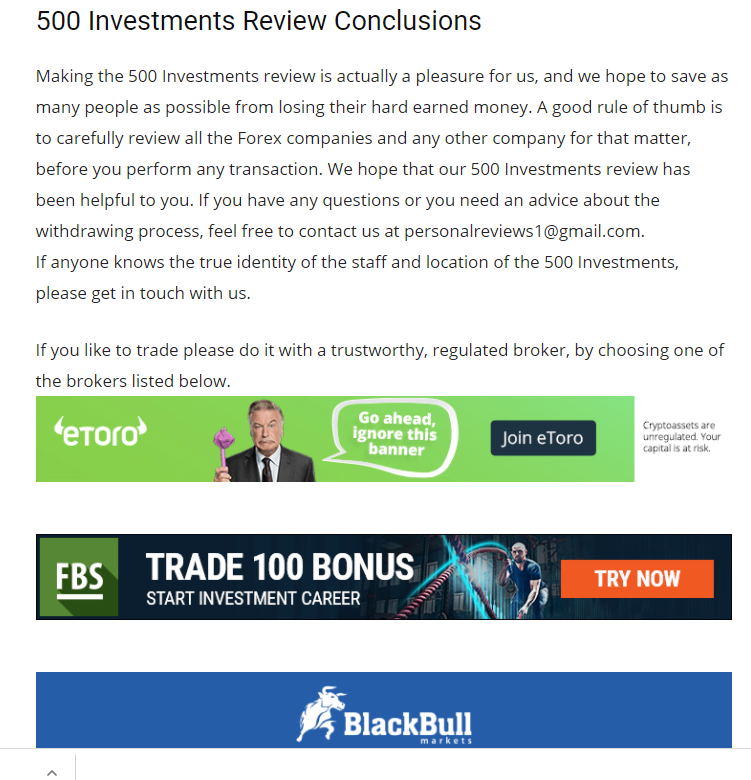 500 Investments Review Conclusions
Making the 500 Investments review is actually a pleasure for us, and we hope to save as
many people as possible from losing their hard earned money. A good rule of thumb is
to carefully review all the Forex companies and any other company for that matter,
before you perform any transaction. We hope that our 500 Investments review has
been helpful to you. If you have any questions or you need an advice about the
withdrawing process, feel free to contact us at personalreviews1@gmail.com.
If anyone knows the true identity of the staff and location of the 500 Investments,
please get in touch with us.
If you like to trade please do it with a trustworthy, regulated broker, by choosing one of
the brokers listed below.
eToro
Go ahead,
ignore this
banner
Join eToro
Cryptoassets are
unregulated. Your
capital is at risk.
FBS
TRADE 100 BONUS
START INVESTMENT CAREER
TRY NOW
BlackBull
markets